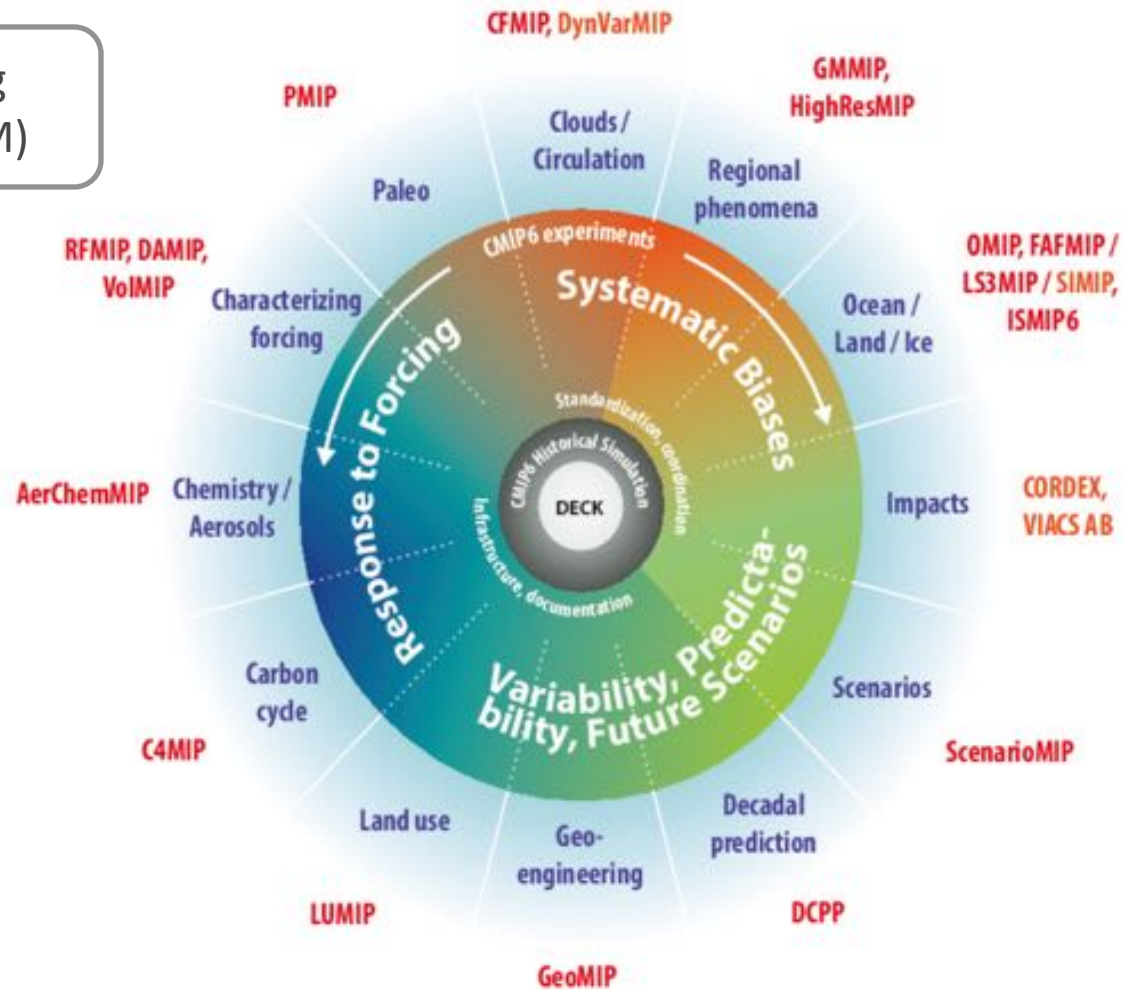 g
M)
CFMIP, DynVarMIP
PMIP
GMMIP,
HighResMIP
Clouds /
Circulation
Paleo
Regional
phenomena
RFMIP, DAMIP,
VolMIP
OMIP, FAFMIP /
LS3MIP / SIMIP,
ISMIP6
Characterizing
forcing
Ocean /
Land / Ice
CMIP6 experiments
Systematic Biases
Response to Forcing
Standardization, coordination
CMIP6 Historical Simulation
DECK
Infrastructure, documentation
AerChemMIP
Chemistry /
Aerosols
Impacts
CORDEX,
VIACS AB
Variability, Predicta-
bility, Future Scenarios
Carbon
cycle
Scenarios
C4MIP
ScenarioMIP
Land use
Geo-
engineering
Decadal
prediction
LUMIP
DCPP
GeoMIP